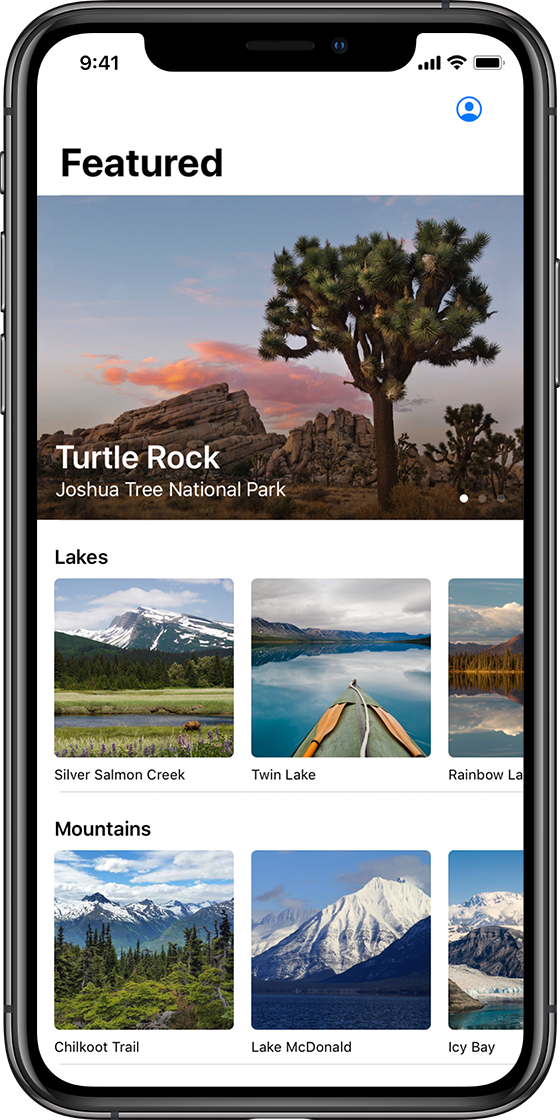 9:41
Featured
Turtle Rock
Joshua Tree National Park
Lakes
Silver Salmon Creek
Twin Lake
Rainbow La
Mountains
Chilkoot Trail
Lake McDonald
Icy Bay